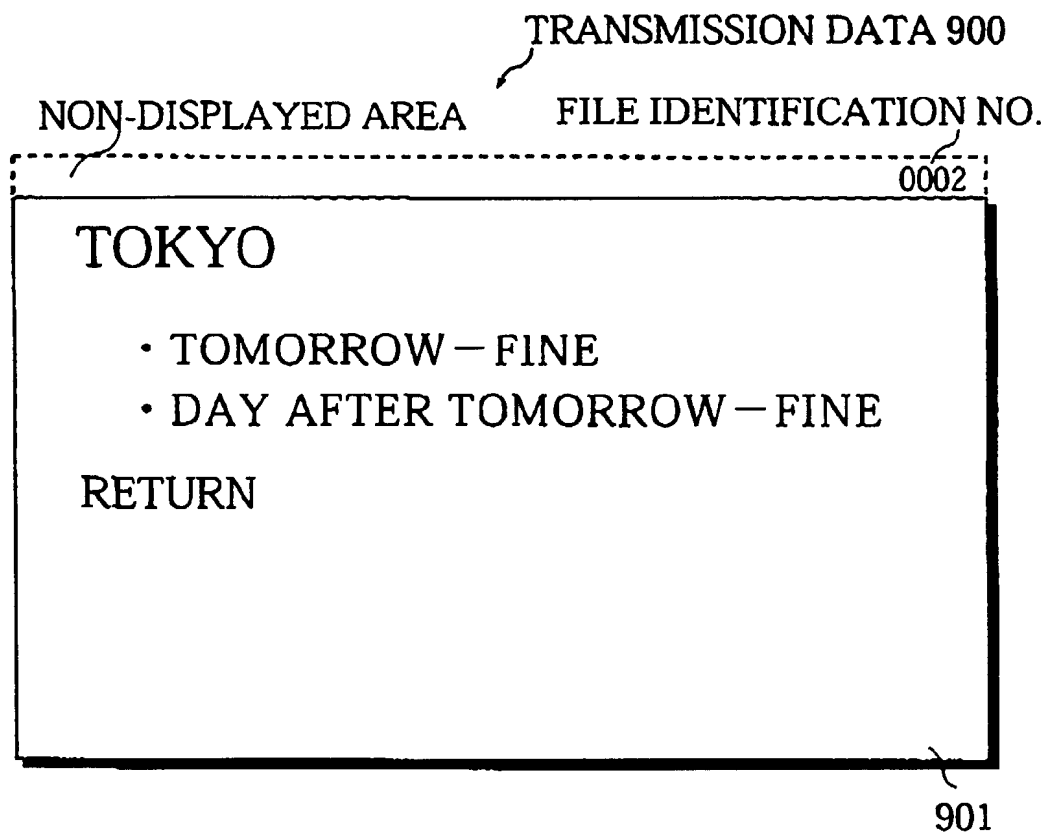 TRANSMISSION DATA 900
NON-DISPLAYED AREA FILE IDENTIFICATION NO.
0002
TOKYO
· TOMORROW — FINE
· DAY AFTER TOMORROW — FINE
RETURN
901